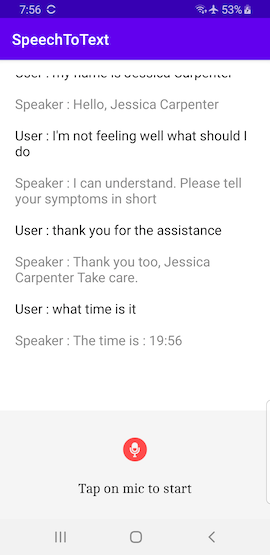 7:56 53%
SpeechToText
User : my name is Jessica Carpenter
Speaker : Hello, Jessica Carpenter
User : I'm not feeling well what should I
do
Speaker : I can understand. Please tell
your symptoms in short
User : thank you for the assistance
Speaker : Thank you too, Jessica
Carpenter Take care.
User : what time is it
Speaker : The time is : 19:56
Tap on mic to start